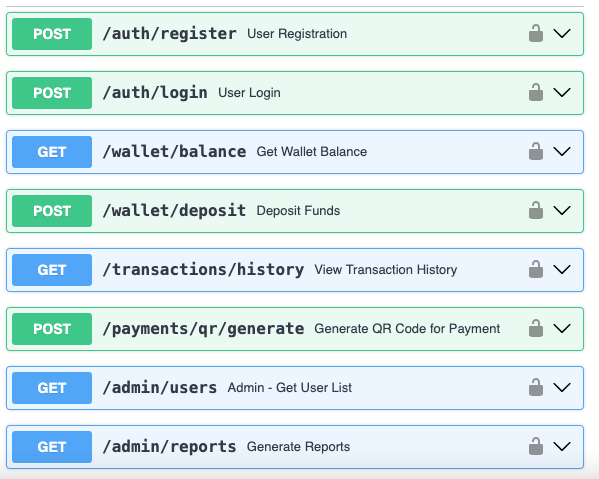 POST /auth/register User Registration
POST /auth/login User Login
GET /wallet/balance Get Wallet Balance
POST /wallet/deposit Deposit Funds
GET /transactions/history View Transaction History
POST /payments/qr/generate Generate QR Code for Payment
GET /admin/users Admin - Get User List
GET /admin/reports Generate Reports